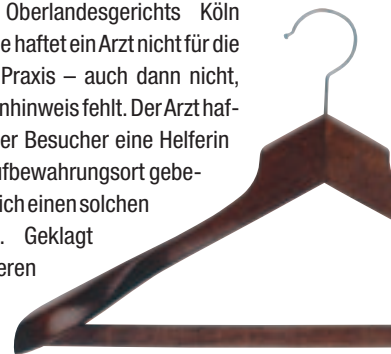 Oberlandesgerichts Köln
e haftet ein Arzt nicht für die
Praxis – auch dann nicht,
nhinweis fehlt. Der Arzt haf-
er Besucher eine Helferin
ufbewahrungsort gebe-
ich einen solchen
. Geklagt
eren